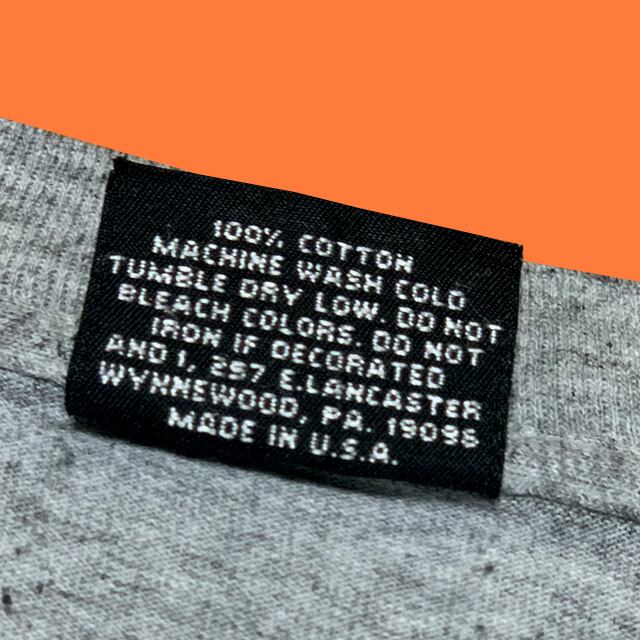 100% COTTON
MACHINE WASH COLD
TUMBLE DRY LOW. DO NOT
BLEACH COLORS. DO NOT
IRON IF DECORATED
AND 1, 257 E.LANCASTER
WYNNEWOOD, PA. 19096
MADE IN U.S.A.